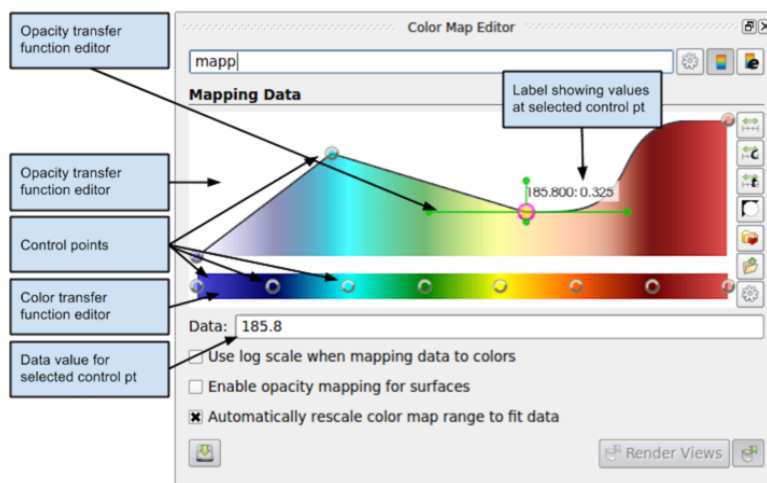 Opacity transfer
function editor
Color Map Editor
mapp
Mapping Data
Label showing values
at selected control pt
Opacity transfer
function editor
185.800: 0.325
Control points
Color transfer
function editor
Data: 185.8
Data value for
selected control pt
Use log scale when mapping data to colors
Enable opacity mapping for surfaces
Automatically rescale color map range to fit data
Render Views